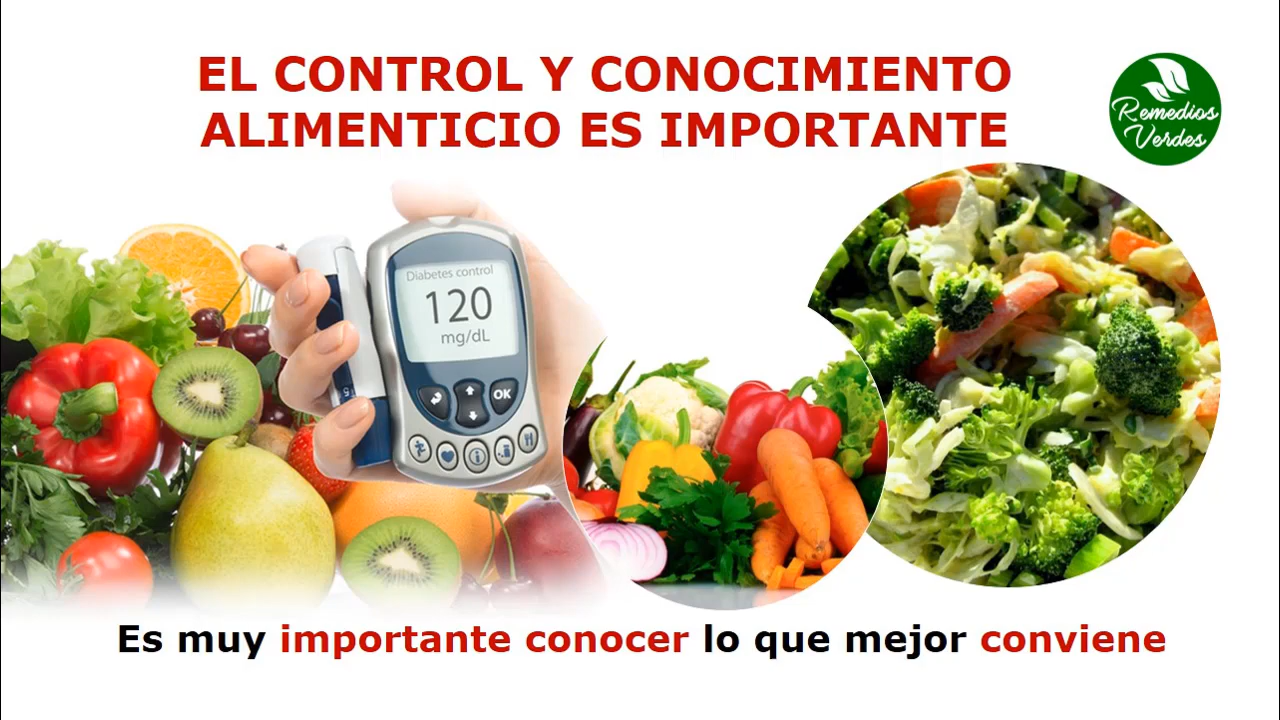 EL CONTROL Y CONOCIMIENTO
ALIMENTICIO ES IMPORTANTE
Remedios
Verdes
Diabetes control
120
mg/dL
OK
Es muy importante conocer lo que mejor conviene